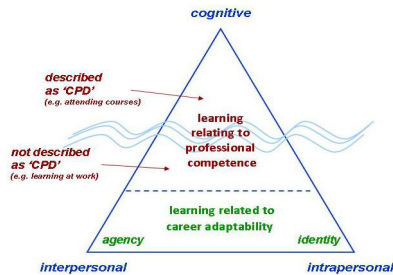 cognitive
described
as 'CPD'
(e.g. attending courses)
learning
relating to
professional
competence
not described
as 'CPD'
(e.g. learning at work)
learning related to
career adaptability
agency
identity
interpersonal
intrapersonal